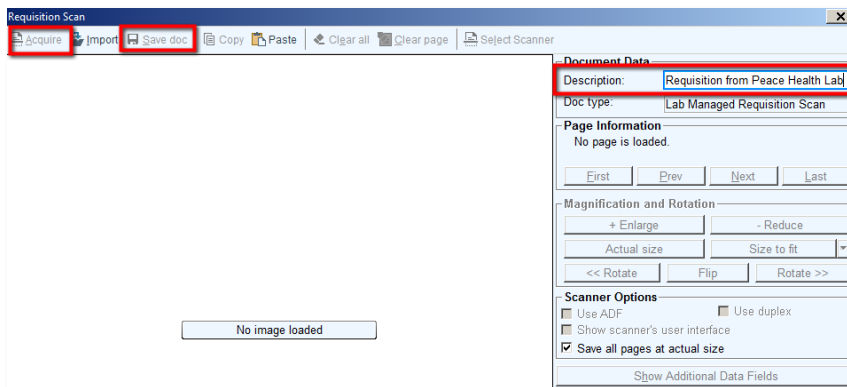 Requisition Scan
Acquire Import Save doc Copy Paste Clear all Clear page Select Scanner
Document Data
Description: Requisition from Peace Health Lab
Doc type: Lab Managed Requisition Scan
Page Information
No page is loaded.
First Prev Next Last
Magnification and Rotation
+ Enlarge - Reduce
Actual size Size to fit
<< Rotate Flip Rotate >>
Scanner Options
Use ADF Use duplex
Show scanner's user interface
Save all pages at actual size
No image loaded
Show Additional Data Fields